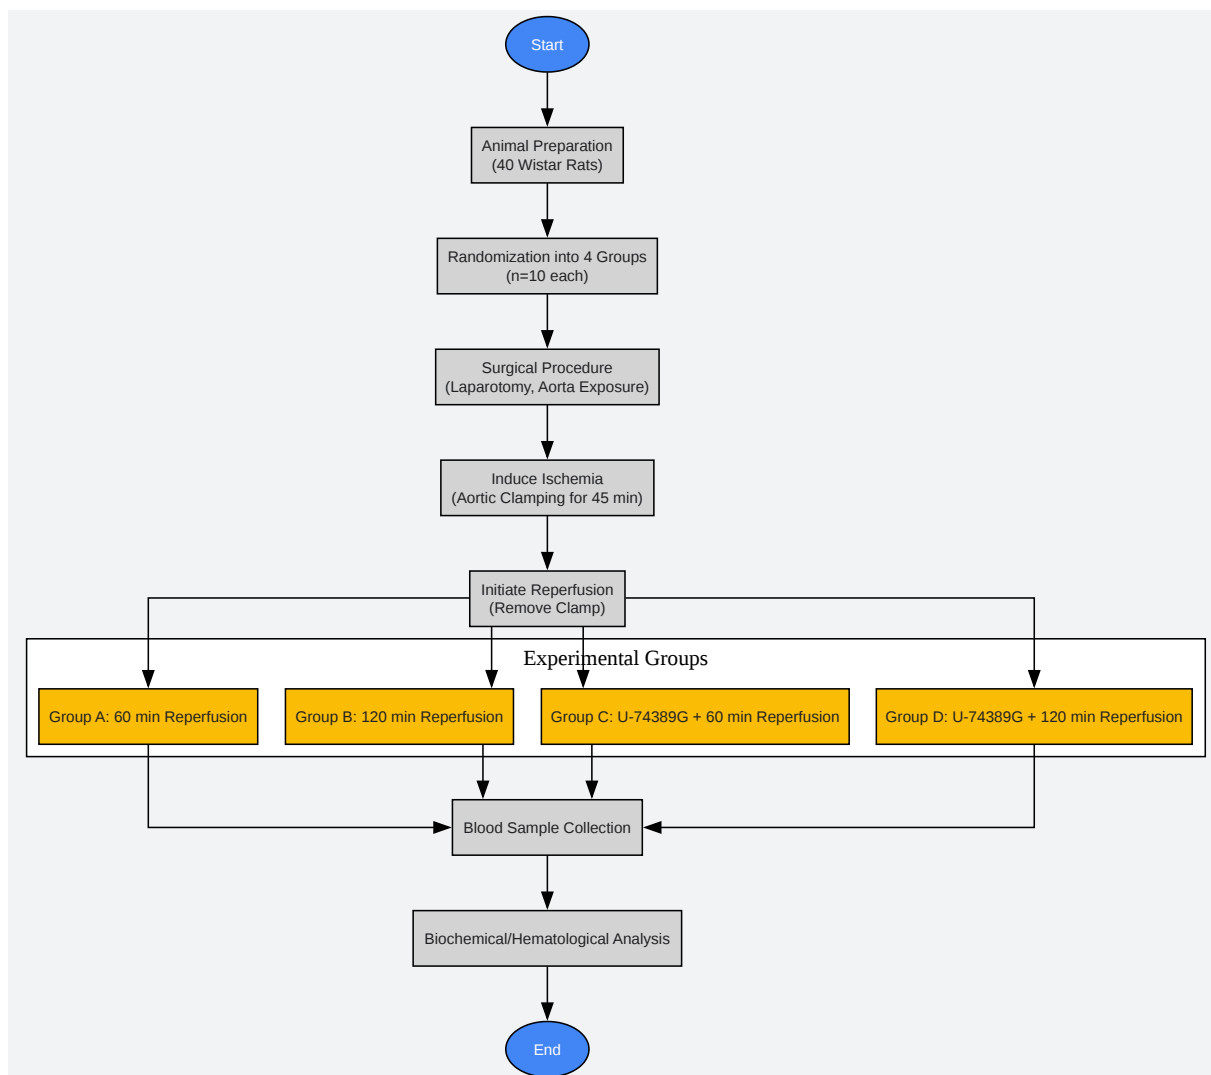 Start
Animal Preparation
(40 Wistar Rats)
Randomization into 4 Groups
(n=10 each)
Surgical Procedure
(Laparotomy, Aorta Exposure)
Induce Ischemia
(Aortic Clamping for 45 min)
Initiate Reperfusion
(Remove Clamp)
Experimental Groups
Group A: 60 min Reperfusion
Group B: 120 min Reperfusion
Group C: U-74389G + 60 min Reperfusion
Group D: U-74389G + 120 min Reperfusion
Blood Sample Collection
Biochemical/Hematological Analysis
End